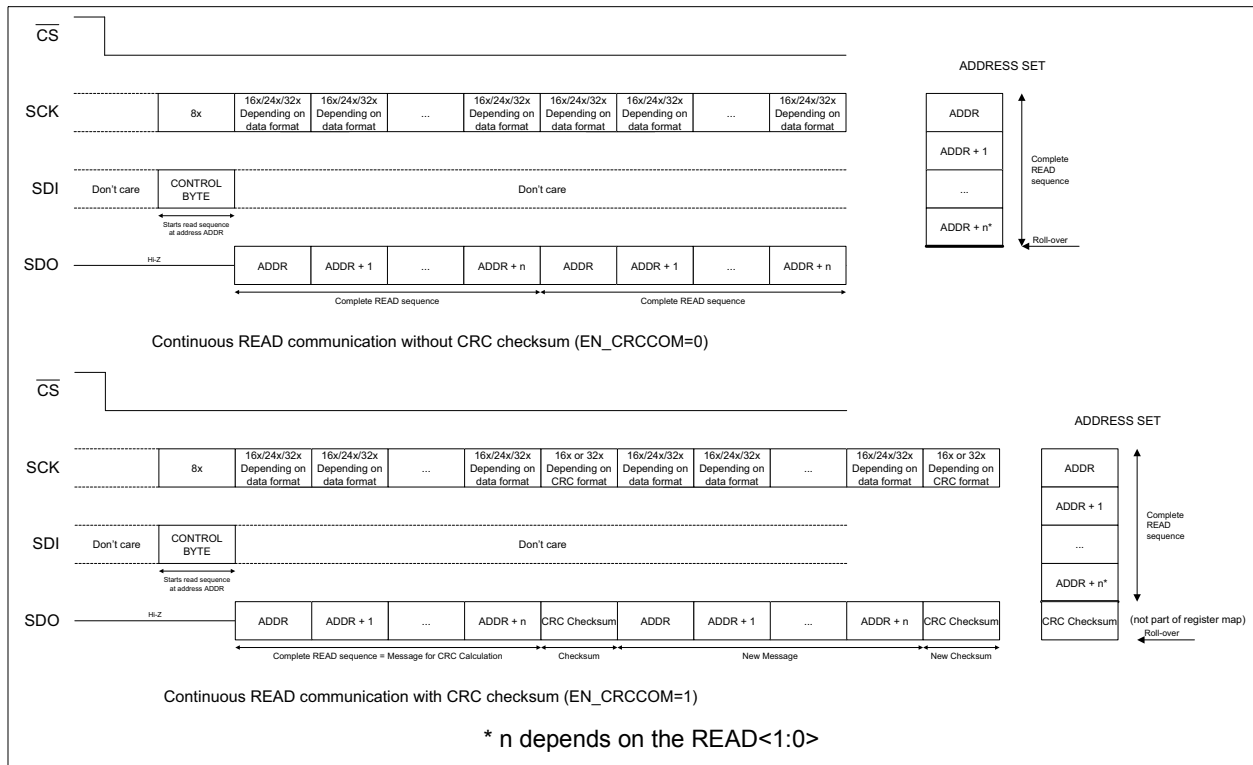 CS
ADDRESS SET
SCK
8x
16x/24x/32x
Depending on
data format
16x/24x/32x
Depending on
data format
...
16x/24x/32x
Depending on
data format
16x/24x/32x
Depending on
data format
16x/24x/32x
Depending on
data format
...
16x/24x/32x
Depending on
data format
ADDR
ADDR + 1
...
ADDR + n*
Complete
READ
sequence
Roll-over
SDI
Don't care
CONTROL
BYTE
Don't care
Starts read sequence
at address ADDR
SDO
Hi-Z
ADDR
ADDR + 1
...
ADDR + n
ADDR
ADDR + 1
...
ADDR + n
Complete READ sequence
Complete READ sequence
Continuous READ communication without CRC checksum (EN_CRCCOM=0)
CS
ADDRESS SET
SCK
8x
16x/24x/32x
Depending on
data format
16x/24x/32x
Depending on
data format
...
16x/24x/32x
Depending on
data format
16x or 32x
Depending on
CRC format
16x/24x/32x
Depending on
data format
16x/24x/32x
Depending on
data format
...
16x/24x/32x
Depending on
data format
16x or 32x
Depending on
CRC format
ADDR
ADDR + 1
...
ADDR + n*
CRC Checksum
Complete
READ
sequence
(not part of register map)
Roll-over
SDI
Don't care
CONTROL
BYTE
Don't care
Starts read sequence
at address ADDR
SDO
Hi-Z
ADDR
ADDR + 1
...
ADDR + n
CRC Checksum
ADDR
ADDR + 1
...
ADDR + n
CRC Checksum
Complete READ sequence = Message for CRC Calculation
Checksum
New Message
New Checksum
Continuous READ communication with CRC checksum (EN_CRCCOM=1)
* n depends on the READ<1:0>